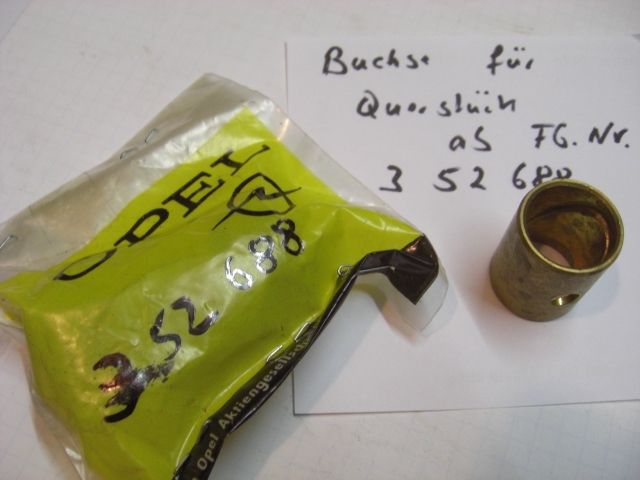 Buchse für
Querstück
ab FG. Nr.
3 52 688
OPEL
3 52 688
Opel Aktiengesellschaft